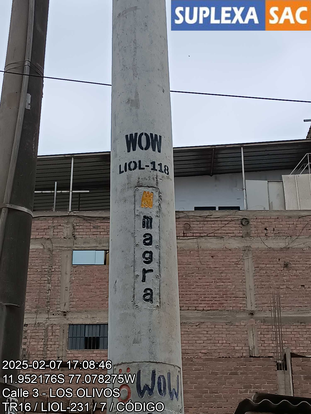 SUPLEXA SAC
WOW
LIOL-118
magra
WOW
2025-02-07 17:08:46
11.952176S 77.078275W
Calle 3 - LOS OLIVOS
TR16 / LIOL-231 / 7 / CÓDIGO